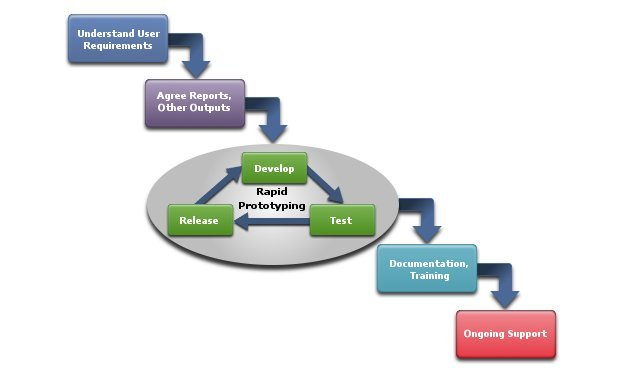 Understand User
Requirements
Agree Reports,
Other Outputs
Develop
Rapid
Prototyping
Release
Test
Documentation,
Training
Ongoing Support